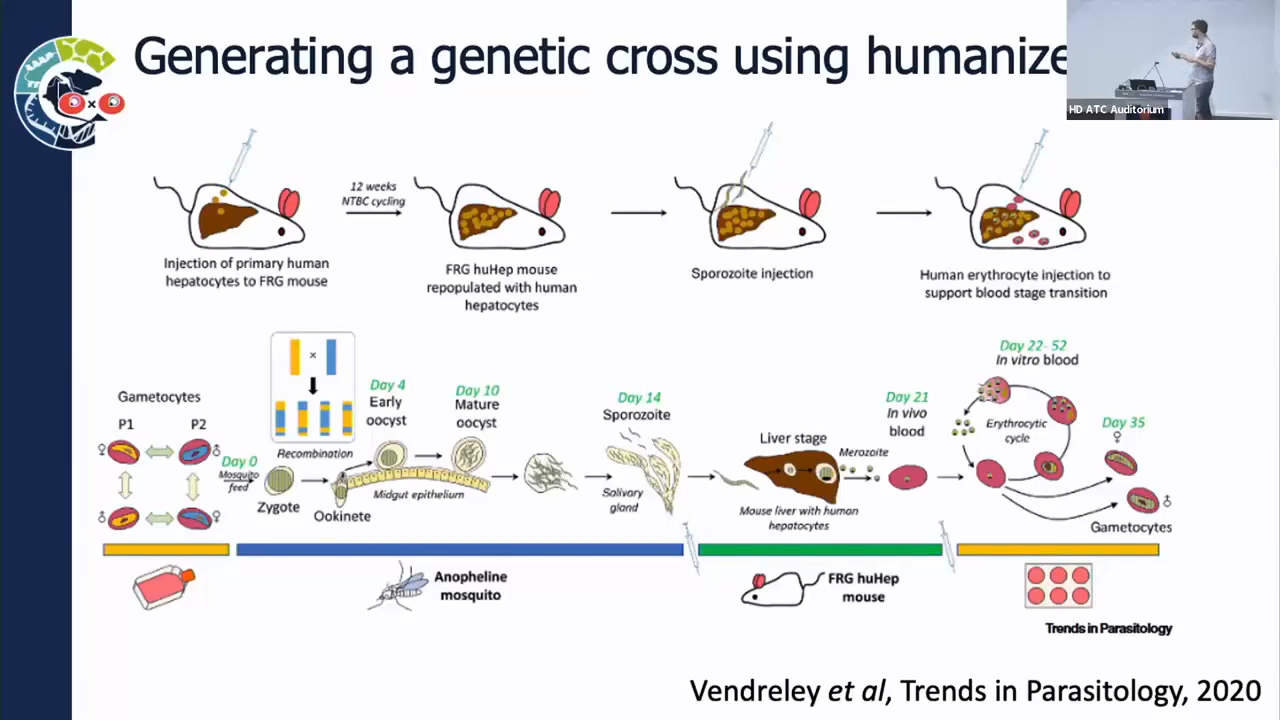 Generating a genetic cross using humanize
HD ATC Auditorium
12 weeks
NTBC cycling
Injection of primary human
hepatocytes to FRG mouse
FRG huHep mouse
repopulated with human
hepatocytes
Sporozoite injection
Human erythrocyte injection to
support blood stage transition
Gametocytes
P1
P2
♀
♂
♂
♀
Day 0
Mosquito
feed
x
Recombination
Zygote
Ookinete
Day 4
Early
oocyst
Day 10
Mature
oocyst
Midgut epithelium
Day 14
Sporozoite
Salivary
gland
Liver stage
Merozoite
Mouse liver with human
hepatocytes
Day 21
In vivo
blood
Day 22- 52
In vitro blood
Erythrocytic
cycle
Day 35
♀
♂
Gametocytes
Anopheline
mosquito
FRG huHep
mouse
Trends in Parasitology
Vendreley et al, Trends in Parasitology, 2020
x